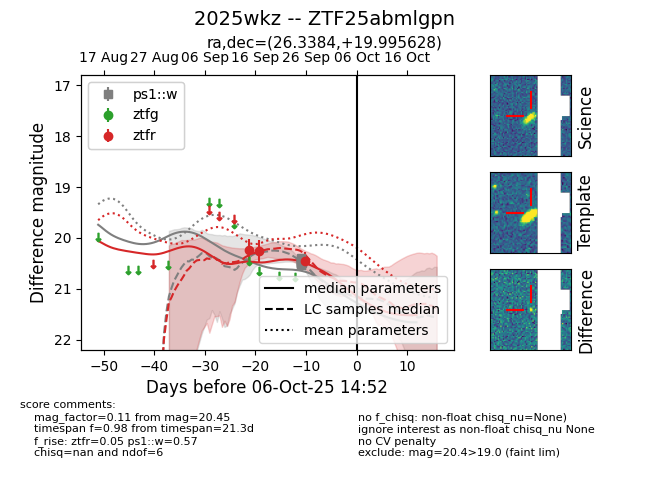 2025wkz -- ZTF25abmlgpn
ra,dec=(26.3384,+19.995628)
17 Aug 27 Aug 06 Sep 16 Sep 26 Sep 06 Oct 16 Oct
17
18
19
20
21
22
Difference magnitude
ps1::w
ztfg
ztfr
median parameters
LC samples median
mean parameters
−50 −40 −30 −20 −10 0 10
Days before 06-Oct-25 14:52
Science
Template
Difference
score comments:
mag_factor=0.11 from mag=20.45
timespan f=0.98 from timespan=21.3d
f_rise: ztfr=0.05 ps1::w=0.57
chisq=nan and ndof=6
no f_chisq: non-float chisq_nu=None)
ignore interest as non-float chisq_nu None
no CV penalty
exclude: mag=20.4>19.0 (faint lim)